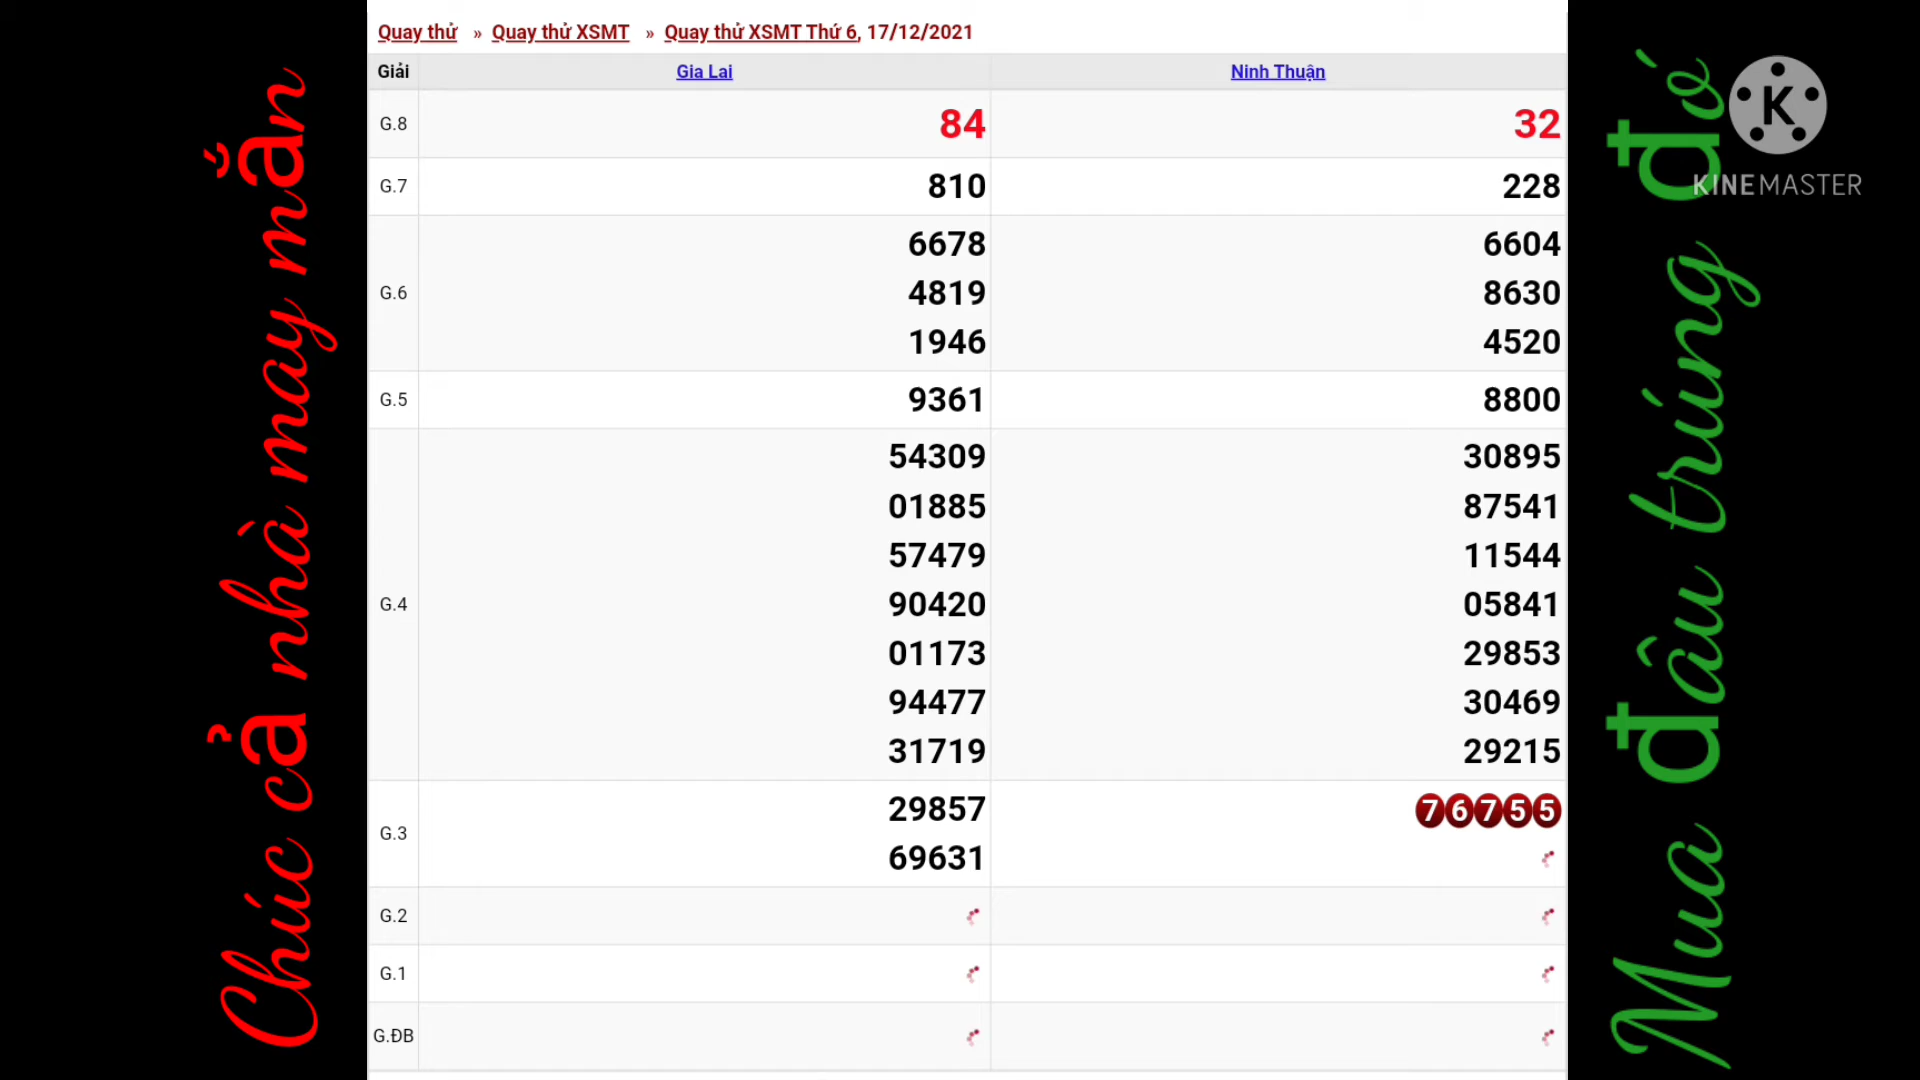 Chúc cả nhà may mắn
Quay thử » Quay thử XSMT » Quay thử XSMT Thứ 6, 17/12/2021
Giải Gia Lai Ninh Thuận
G.8 84 32
G.7 810 228
6678 6604
G.6 4819 8630
1946 4520
G.5 9361 8800
54309 30895
01885 87541
57479 11544
G.4 90420 05841
01173 29853
94477 30469
31719 29215
G.3
29857 76755
69631
G.2
G.1
G.ĐB
Mua đâu trúng đó
K
KINEMASTER